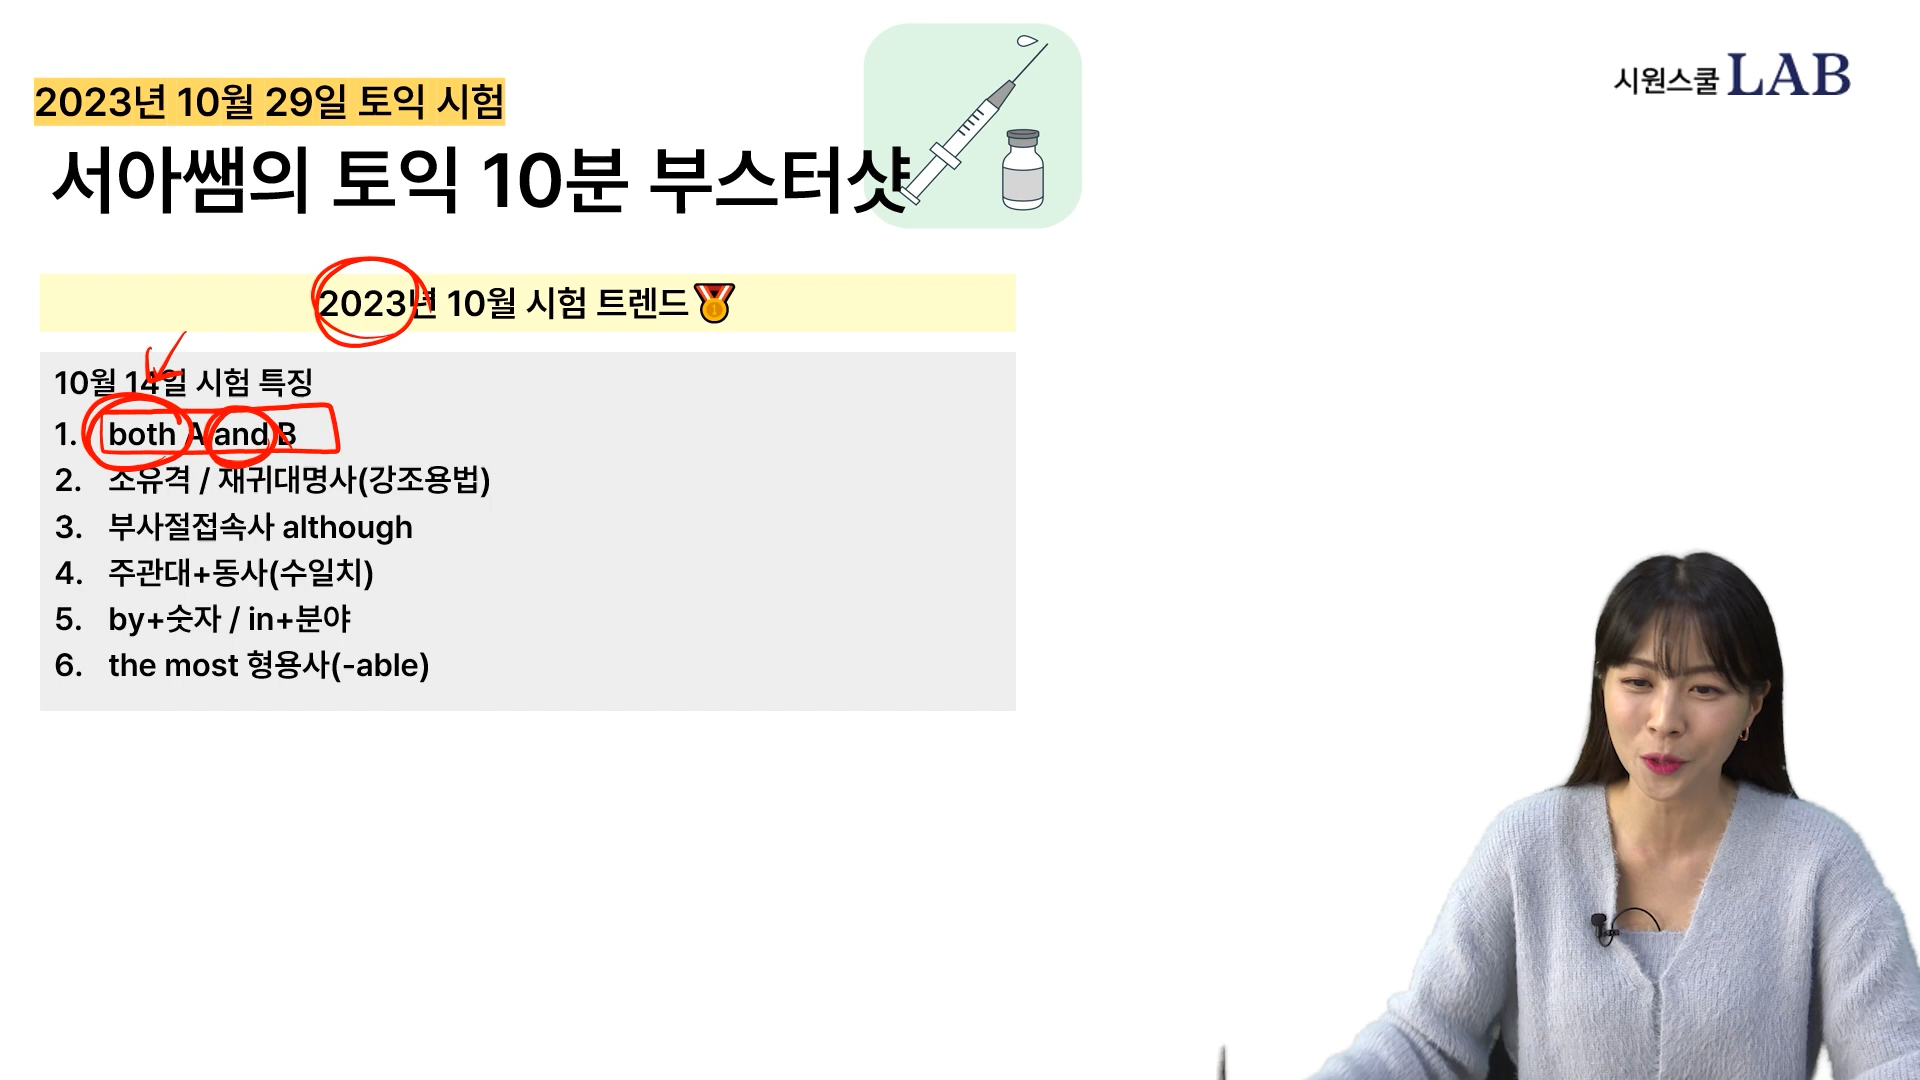 2023년 10월 29일 토익 시험
시원스쿨 LAB
서아쌤의 토익 10분 부스터샷
2023년 10월 시험 트렌드
10월 14일 시험 특징
1. both A and B
2. 소유격 / 재귀대명사(강조용법)
3. 부사절접속사 although
4. 주관대+동사(수일치)
5. by+숫자 / in+분야
6. the most 형용사(-able)